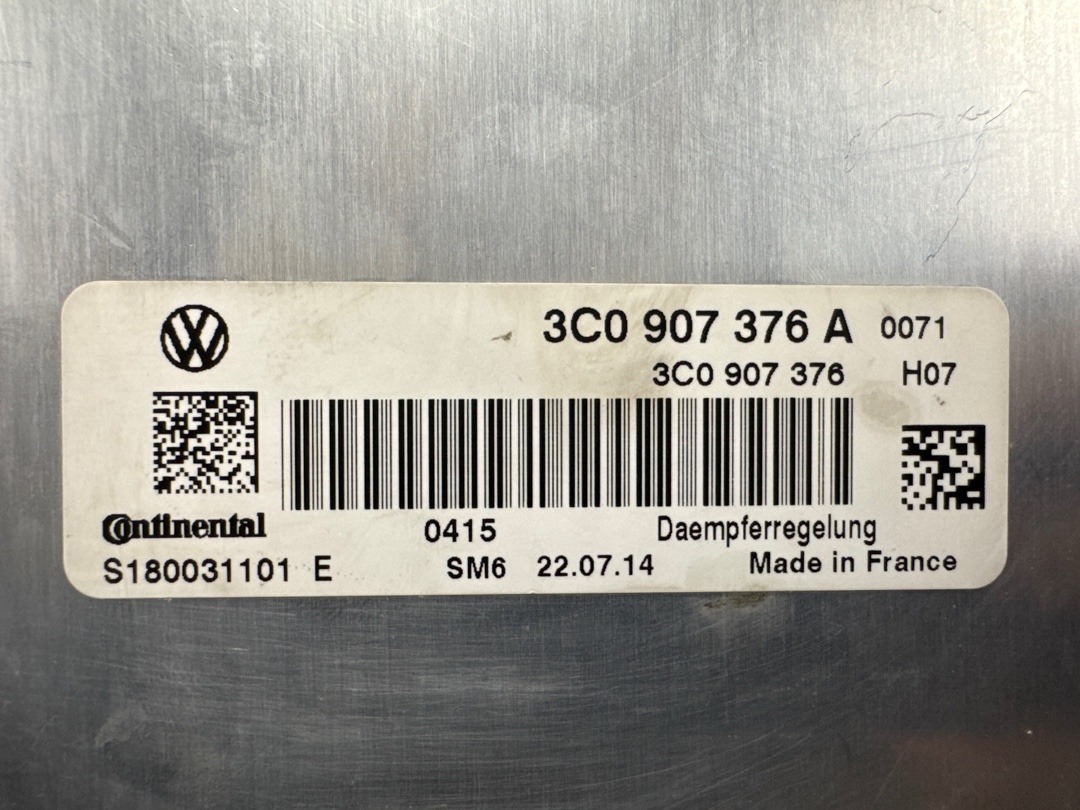 VW
3C0 907 376 A 0071
3C0 907 376 H07
Continental 0415 Daempferregelung
S180031101 E SM6 22.07.14 Made in France